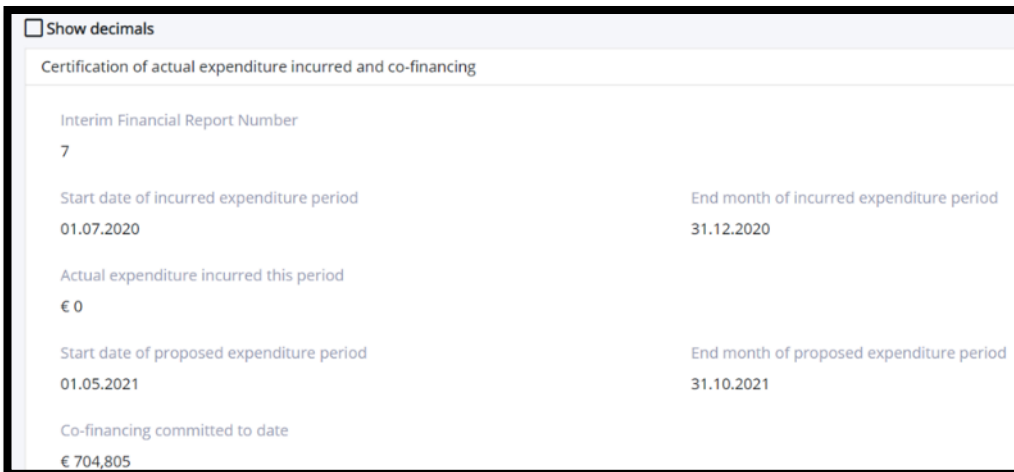 Show decimals
Certification of actual expenditure incurred and co-financing
Interim Financial Report Number
7
Start date of incurred expenditure period
End month of incurred expenditure period
01.07.2020
31.12.2020
Actual expenditure incurred this period
€ 0
Start date of proposed expenditure period
End month of proposed expenditure period
01.05.2021
31.10.2021
Co-financing committed to date
€ 704,805